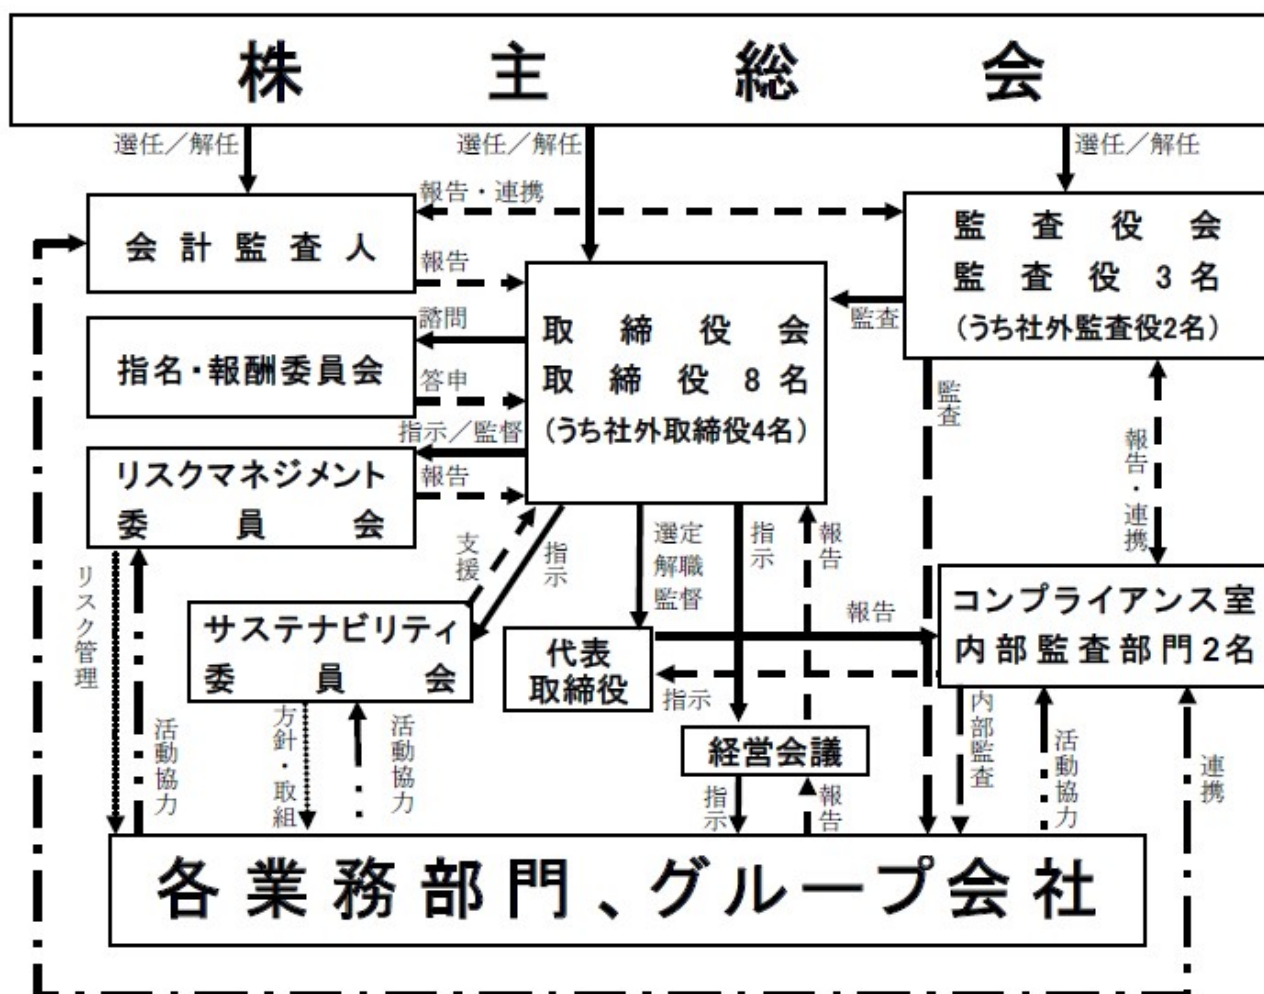 株主総会
選任／解任
選任／解任
選任／解任
報告・連携
会計監査人
監査役会
監査役3名
(うち社外監査役2名)
報告
監査
取締役会
取締役8名
(うち社外取締役4名)
諮問
指名・報酬委員会
答申
監査
指示／監督
リスクマネジメント
委員会
報告
報告・連携
支援
指示
選定
解職
監督
指示
報告
コンプライアンス室
内部監査部門2名
リスク管理
サステナビリティ
委員会
代表
取締役
報告
指示
活動協力
方針・取組
活動協力
経営会議
内部監査
活動協力
連携
指示
報告
各業務部門、グループ会社